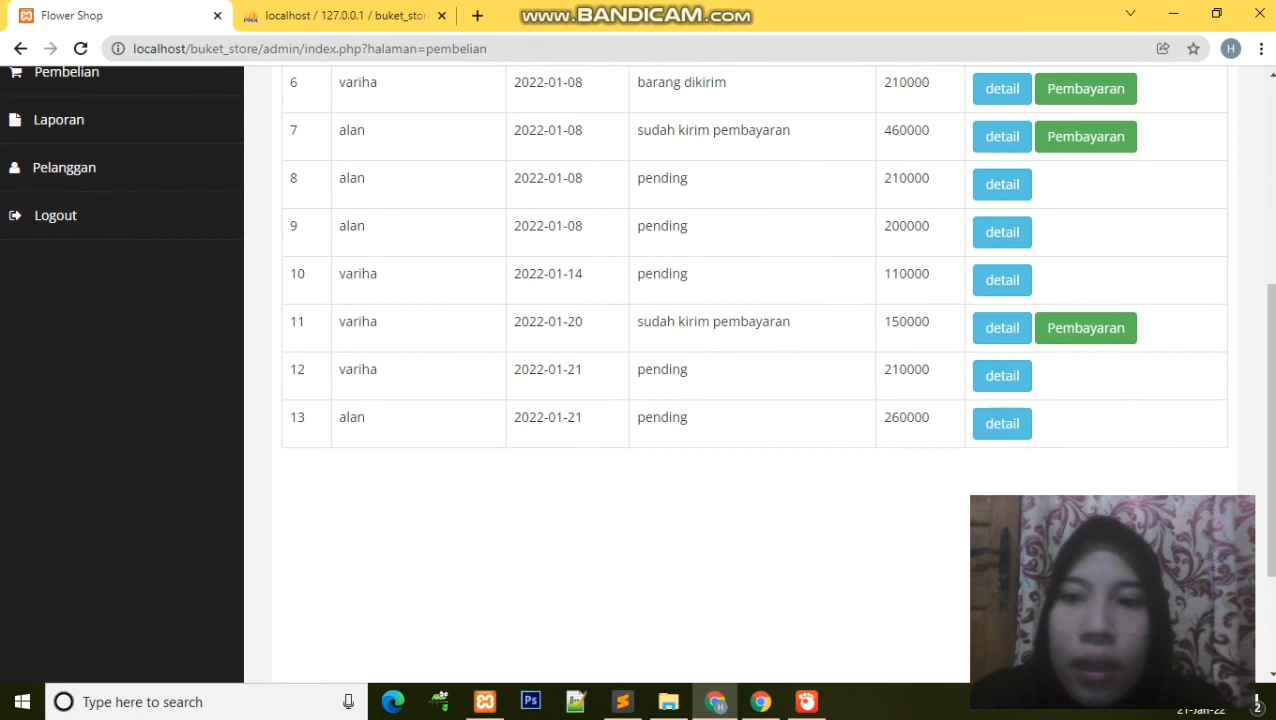 Flower Shop
localhost / 127.0.0.1 / buket_stor
www.BANDICAM.com
localhost/buket_store/admin/index.php?halaman=pembelian
H
Pembelian
Laporan
Pelanggan
Logout
6 variha 2022-01-08 barang dikirim 210000 detail Pembayaran
7 alan 2022-01-08 sudah kirim pembayaran 460000 detail Pembayaran
8 alan 2022-01-08 pending 210000 detail
9 alan 2022-01-08 pending 200000 detail
10 variha 2022-01-14 pending 110000 detail
11 variha 2022-01-20 sudah kirim pembayaran 150000 detail Pembayaran
12 variha 2022-01-21 pending 210000 detail
13 alan 2022-01-21 pending 260000 detail
Type here to search
Ps
21-Jan-22
2